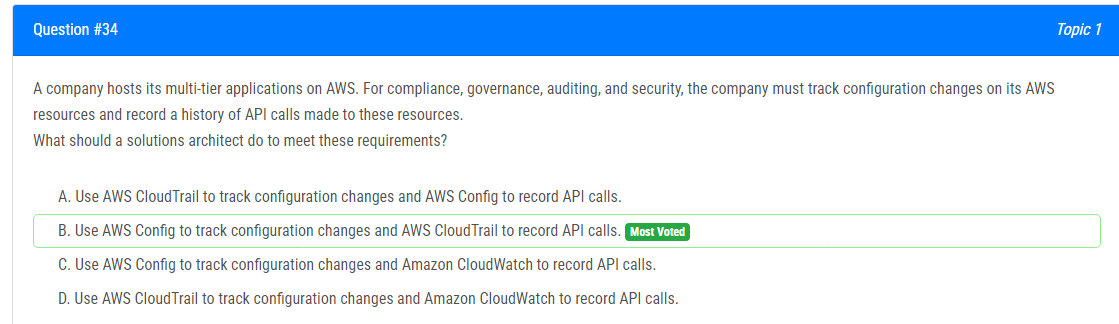 Question #34
Topic 1
A company hosts its multi-tier applications on AWS. For compliance, governance, auditing, and security, the company must track configuration changes on its AWS
resources and record a history of API calls made to these resources.
What should a solutions architect do to meet these requirements?
A. Use AWS CloudTrail to track configuration changes and AWS Config to record API calls.
B. Use AWS Config to track configuration changes and AWS CloudTrail to record API calls. Most Voted
C. Use AWS Config to track configuration changes and Amazon CloudWatch to record API calls.
D. Use AWS CloudTrail to track configuration changes and Amazon CloudWatch to record API calls.